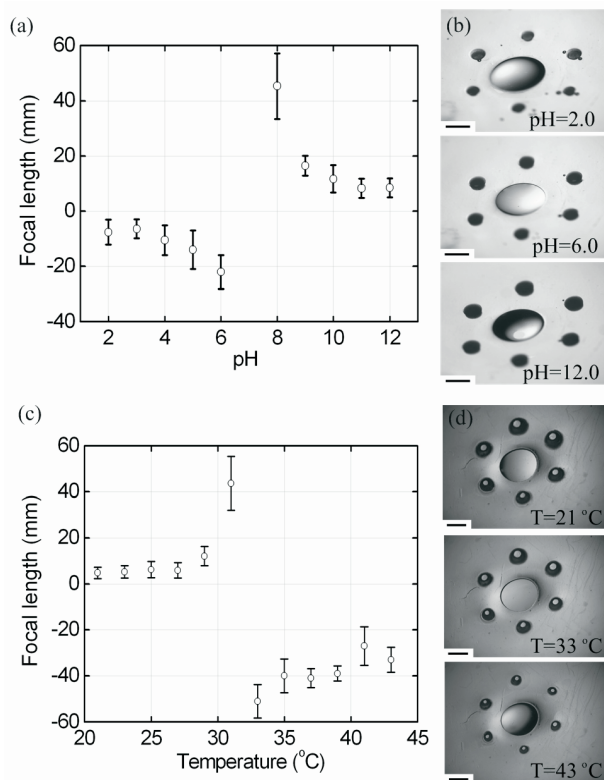 (a)
60
40
20
0
-20
-40
Focal length (mm)
2 4 6 8 10 12
pH
(b)
pH=2.0
pH=6.0
pH=12.0
(c)
60
40
20
0
-20
-40
-60
Focal length (mm)
20 25 30 35 40 45
Temperature (°C)
(d)
T=21 °C
T=33 °C
T=43 °C